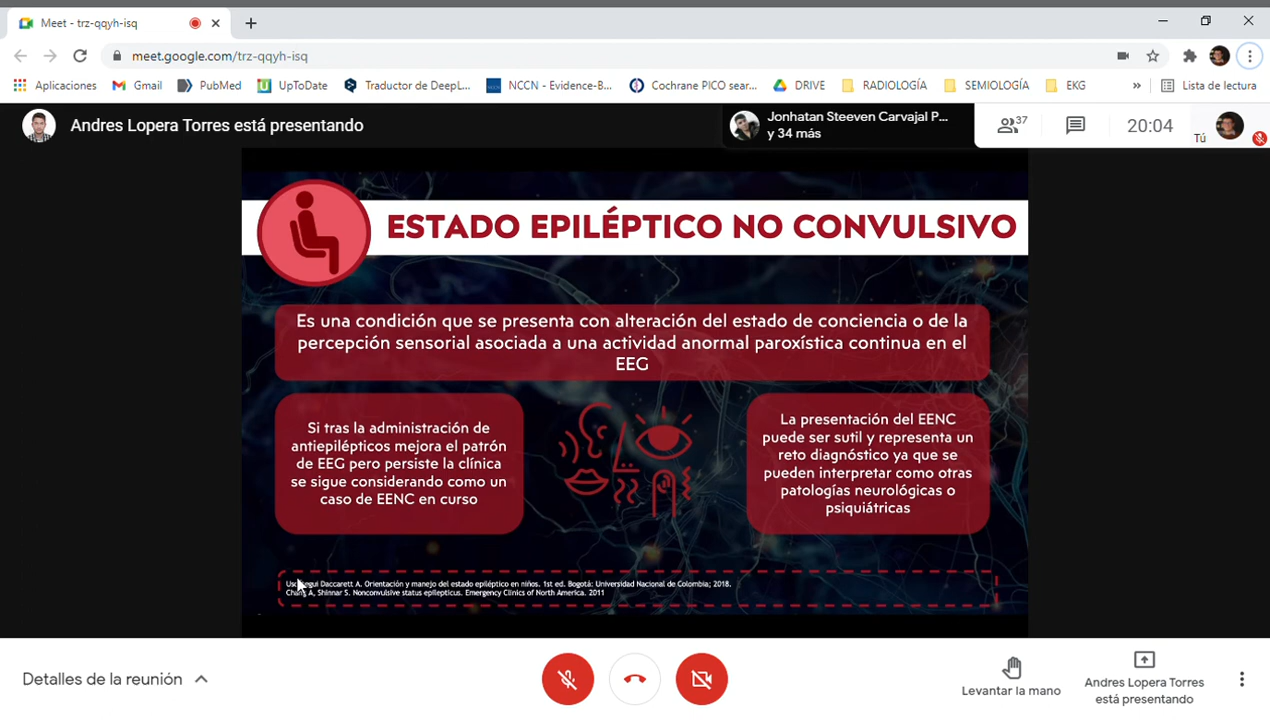 Meet - trz-qqyh-isq
meet.google.com/trz-qqyh-isq
Aplicaciones
Gmail
PubMed
UpToDate
Traductor de DeepL...
NCCN - Evidence-B...
Cochrane PICO sear...
DRIVE
RADIOLOGÍA
SEMIOLOGÍA
EKG
»
Lista de lectura
Andres Lopera Torres está presentando
Jonhatan Steeven Carvajal P...
y 34 más
37
20:04
Tú
ESTADO EPILÉPTICO NO CONVULSIVO
Es una condición que se presenta con alteración del estado de conciencia o de la
percepción sensorial asociada a una actividad anormal paroxística continua en el
EEG
Si tras la administración de
antiepilépticos mejora el patrón
de EEG pero persiste la clínica
se sigue considerando como un
caso de EENC en curso
La presentación del EENC
puede ser sutil y representa un
reto diagnóstico ya que se
pueden interpretar como otras
patologías neurológicas o
psiquiátricas
Daccarett A. Orientación y manejo del estado epiléptico en niños. 1st ed. Bogotá: Universidad Nacional de Colombia; 2018.
A, Shinnar S. Nonconvulsive status epilepticus. Emergency Clinics of North America. 2011
Detalles de la reunión
Levantar la mano
Andres Lopera Torres
está presentando